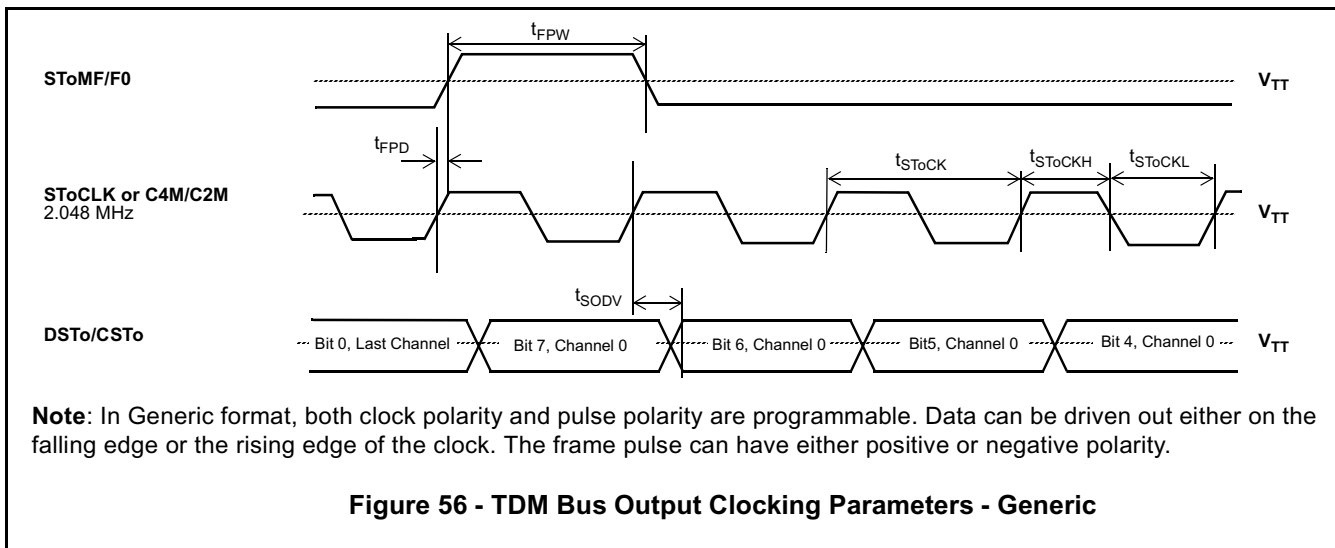 tFPW
SToMF/F0
VTT
tFPD
tSToCK
tSToCKH
tSToCKL
SToCLK or C4M/C2M
2.048 MHz
VTT
tSODV
DSTo/CSTo
Bit 0, Last Channel
Bit 7, Channel 0
Bit 6, Channel 0
Bit5, Channel 0
Bit 4, Channel 0
VTT
Note: In Generic format, both clock polarity and pulse polarity are programmable. Data can be driven out either on the
falling edge or the rising edge of the clock. The frame pulse can have either positive or negative polarity.
Figure 56 - TDM Bus Output Clocking Parameters - Generic